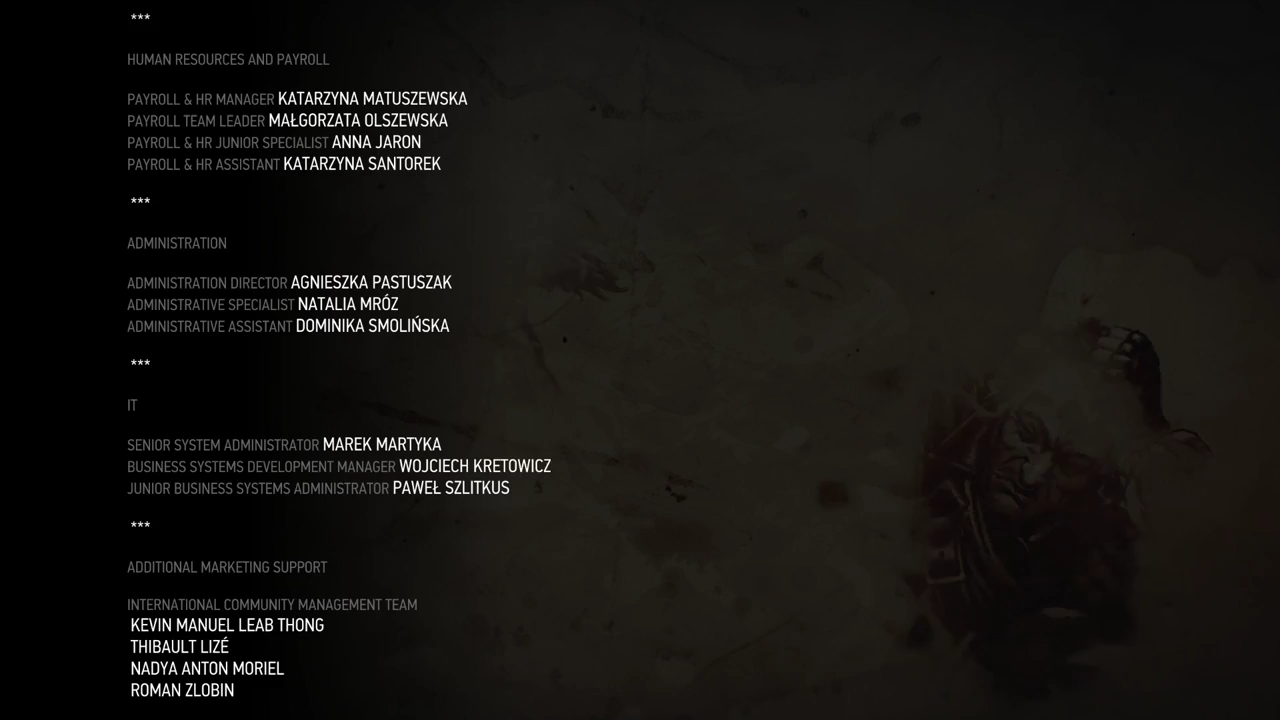 ***
HUMAN RESOURCES AND PAYROLL
PAYROLL & HR MANAGER KATARZYNA MATUSZEWSKA
PAYROLL TEAM LEADER MAŁGORZATA OLSZEWSKA
PAYROLL & HR JUNIOR SPECIALIST ANNA JARON
PAYROLL & HR ASSISTANT KATARZYNA SANTOREK
***
ADMINISTRATION
ADMINISTRATION DIRECTOR AGNIESZKA PASTUSZAK
ADMINISTRATIVE SPECIALIST NATALIA MRÓZ
ADMINISTRATIVE ASSISTANT DOMINIKA SMOLIŃSKA
***
IT
SENIOR SYSTEM ADMINISTRATOR MAREK MARTYKA
BUSINESS SYSTEMS DEVELOPMENT MANAGER WOJCIECH KRETOWICZ
JUNIOR BUSINESS SYSTEMS ADMINISTRATOR PAWEŁ SZLITKUS
***
ADDITIONAL MARKETING SUPPORT
INTERNATIONAL COMMUNITY MANAGEMENT TEAM
KEVIN MANUEL LEAB THONG
THIBAULT LIZÉ
NADYA ANTON MORIEL
ROMAN ZLOBIN